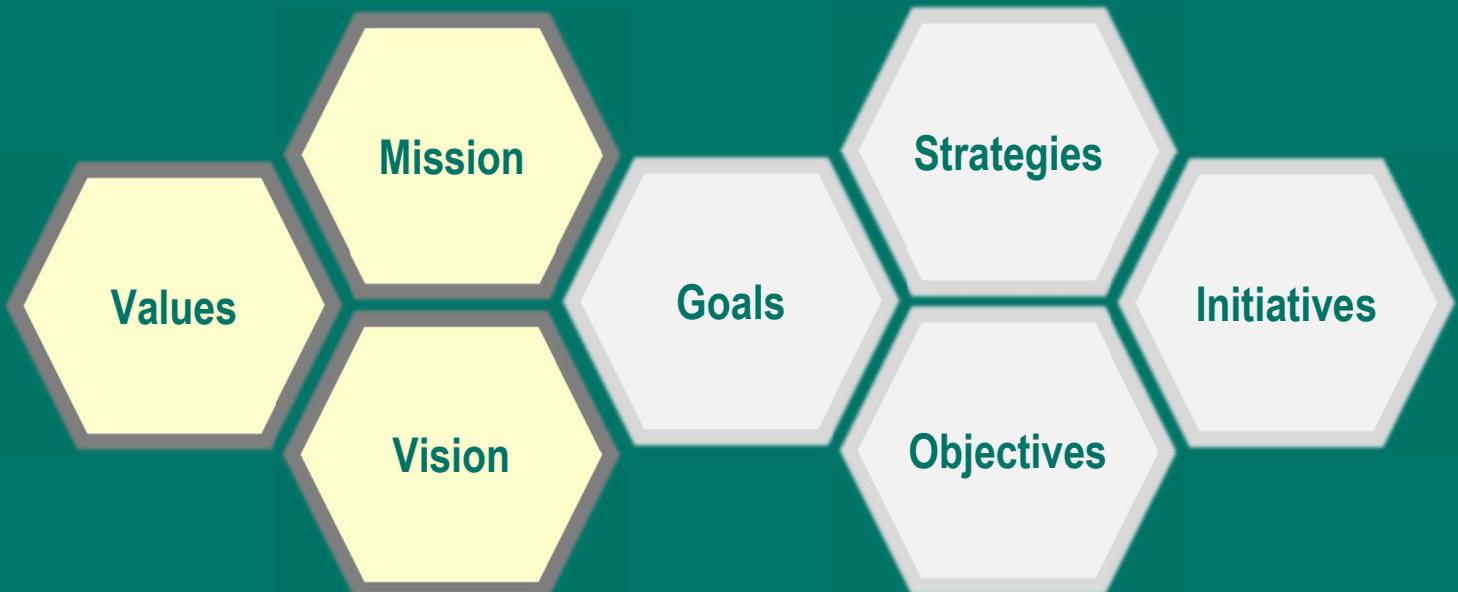 Values
Mission
Vision
Goals
Strategies
Objectives
Initiatives